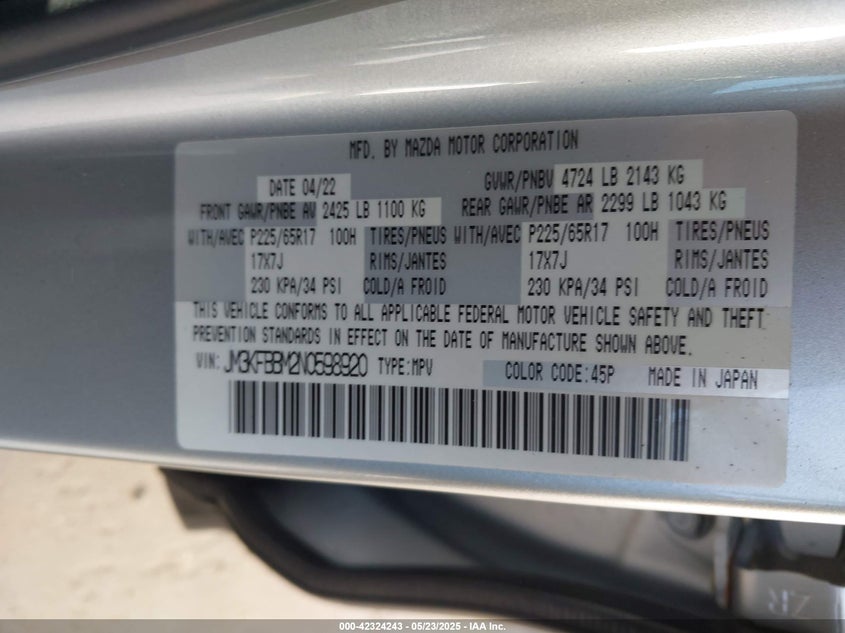 MFD. BY MAZDA MOTOR CORPORATION
DATE 04/22 GVWR/PNBV 4724 LB 2143 KG
FRONT GAWR/PNBE AV 2425 LB 1100 KG REAR GAWR/PNBE AR 2299 LB 1043 KG
WITH/AVEC P225/65R17 100H TIRES/PNEUS WITH/AVEC P225/65R17 100H TIRES/PNEUS
17X7J RIMS/JANTES 17X7J RIMS/JANTES
230 KPA/34 PSI COLD/A FROID 230 KPA/34 PSI COLD/A FROID
THIS VEHICLE CONFORMS TO ALL APPLICABLE FEDERAL MOTOR VEHICLE SAFETY AND THEFT
PREVENTION STANDARDS IN EFFECT ON THE DATE OF MANUFACTURE SHOWN ABOVE.
VIN: JM3KFBBM2N0598920 TYPE:MPV COLOR CODE:45P MADE IN JAPAN
ZR
000-42324243 - 05/23/2025 - IAA Inc.